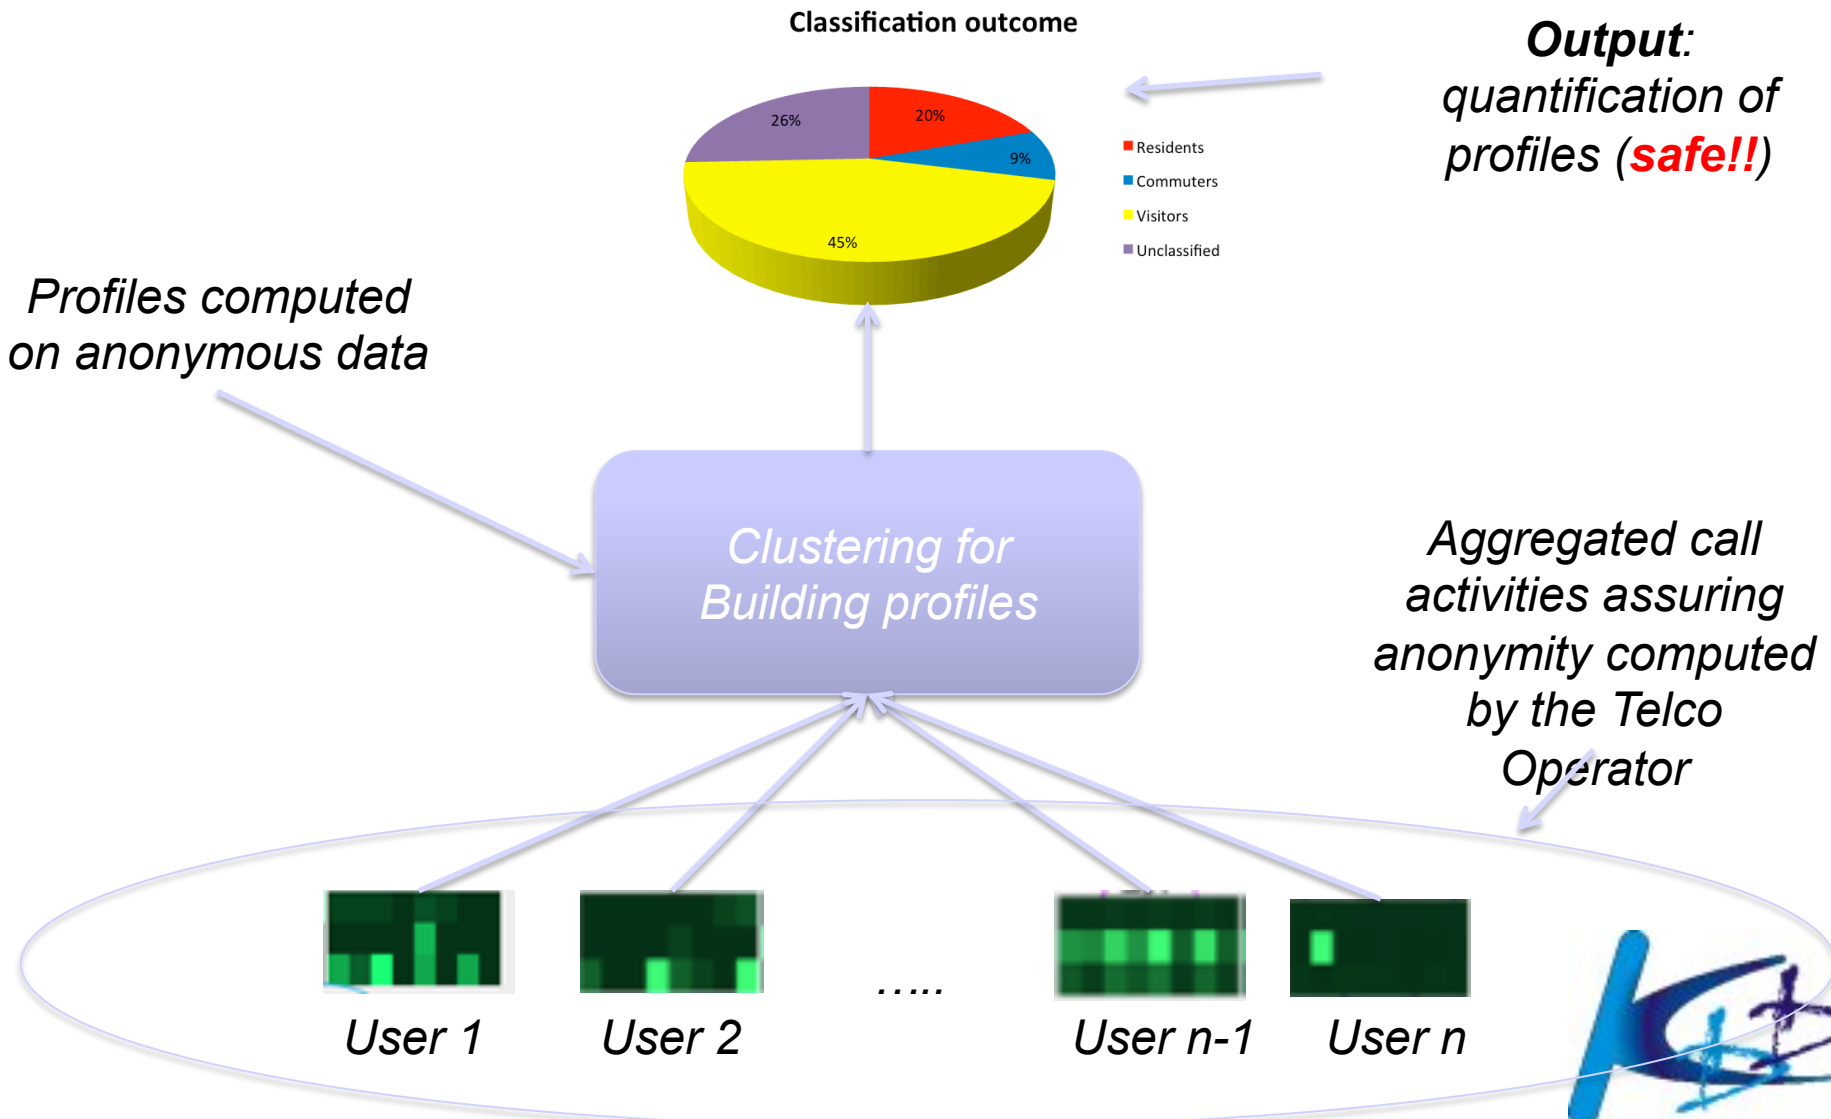 Classification outcome
Output:
quantification of
profiles (safe!!)
26%
20%
9%
45%
Residents
Commuters
Visitors
Unclassified
Profiles computed
on anonymous data
Clustering for
Building profiles
Aggregated call
activities assuring
anonymity computed
by the Telco
Operator
.....
User 1
User 2
User n-1
User n